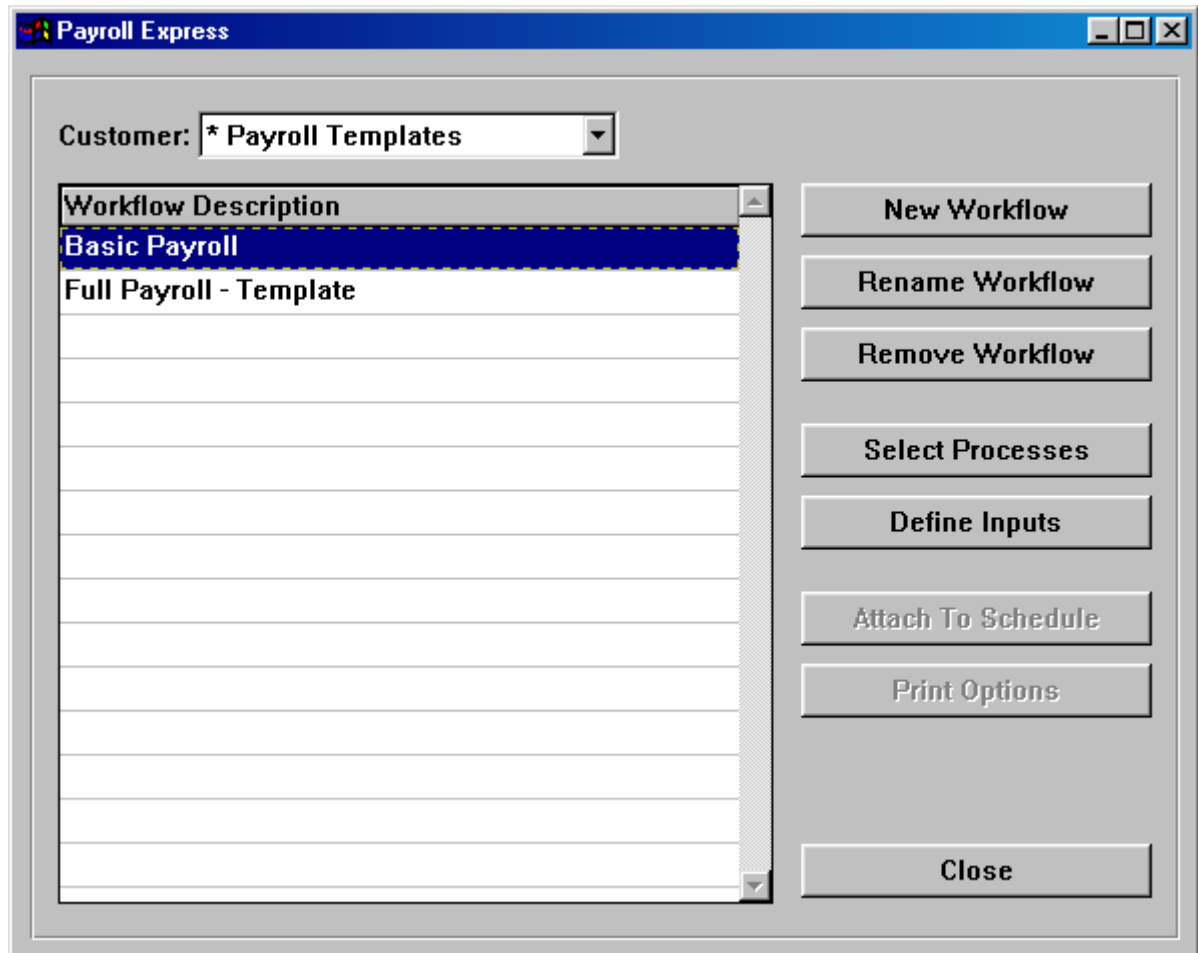 Payroll Express
Customer: * Payroll Templates
Workflow Description
Basic Payroll
Full Payroll - Template
New Workflow
Rename Workflow
Remove Workflow
Select Processes
Define Inputs
Attach To Schedule
Print Options
Close